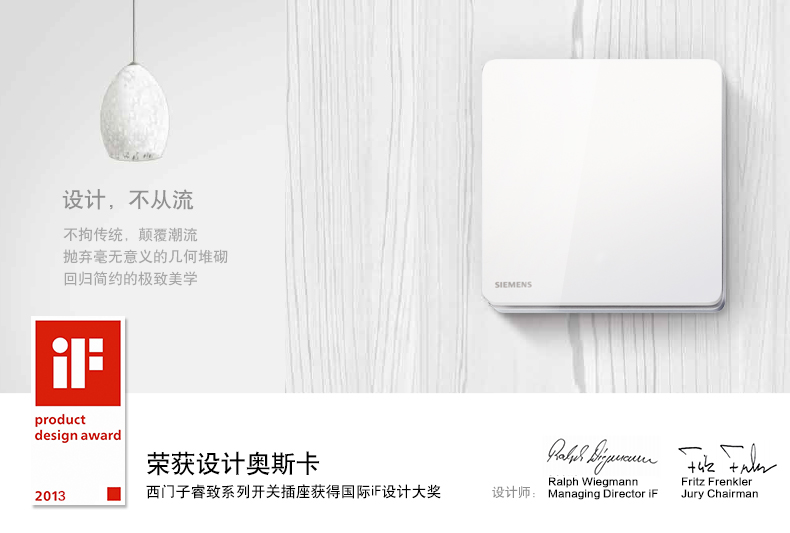 设计，不从流
不拘传统，颠覆潮流
抛弃毫无意义的几何堆砌
回归简约的极致美学
SIEMENS
iF
product
design award
2013
荣获设计奥斯卡
西门子睿致系列开关插座获得国际iF设计大奖
设计师：
Ralph Wiegmann
Ralph Wiegmann
Managing Director iF
Fritz Frenkler
Fritz Frenkler
Jury Chairman